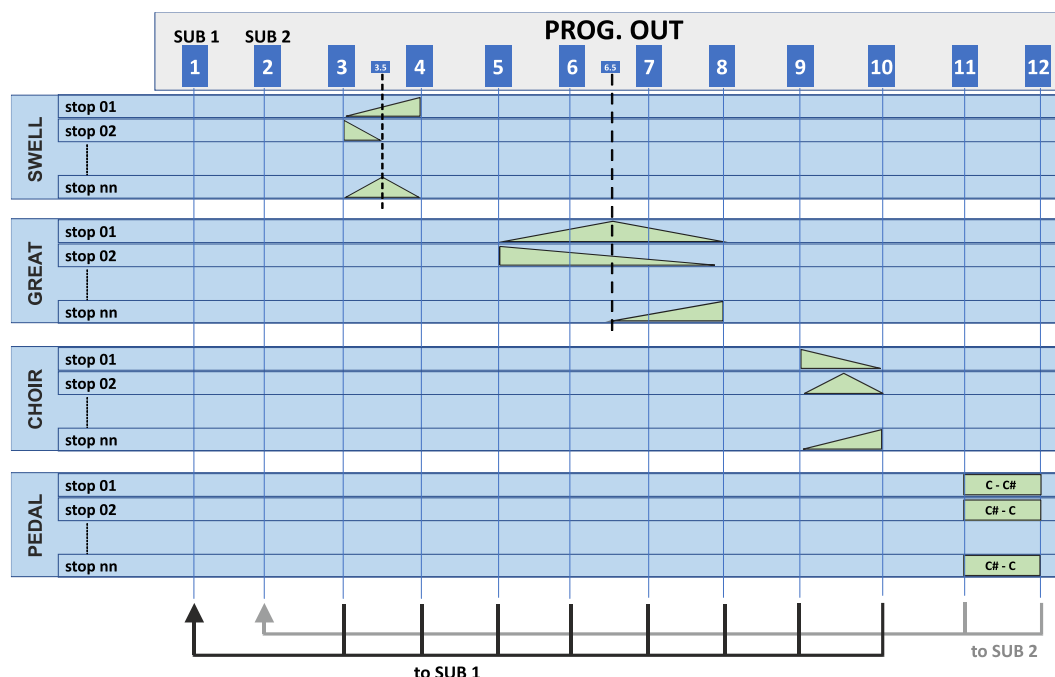 PROG. OUT
SUB 1 SUB 2
1 2 3 3.5 4 5 6 6.5 7 8 9 10 11 12
SWELL
stop 01
stop 02
stop nn
GREAT
stop 01
stop 02
stop nn
CHOIR
stop 01
stop 02
stop nn
PEDAL
stop 01 C - C#
stop 02 C# - C
stop nn C# - C
to SUB 2
to SUB 1